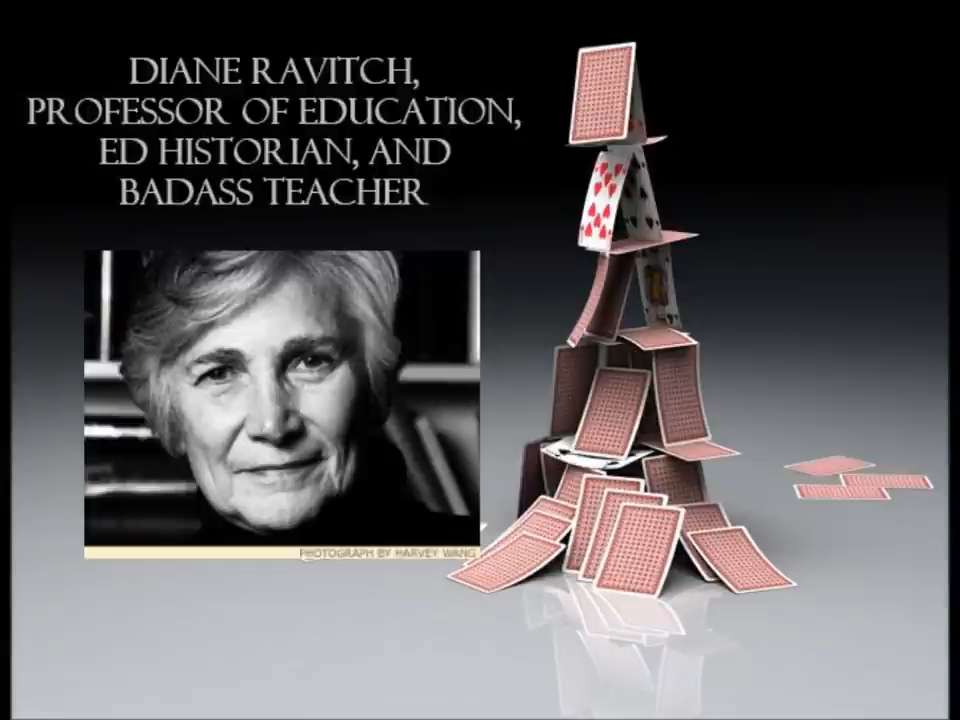 DIANE RAVITCH,
PROFESSOR OF EDUCATION,
ED HISTORIAN, AND
BADASS TEACHER
PHOTOGRAPH BY HARVEY WANG